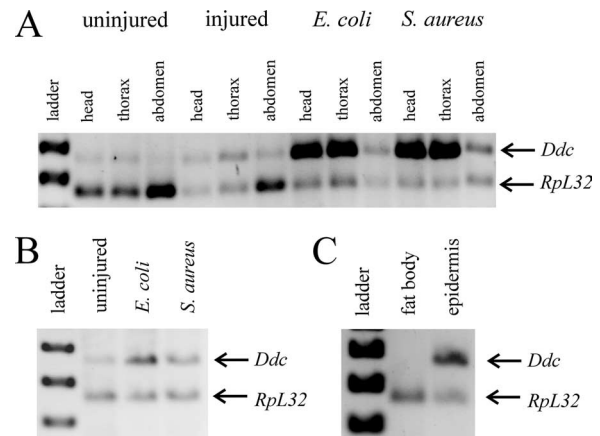 A
uninjured injured E. coli S. aureus
ladder head thorax abdomen head thorax abdomen head thorax abdomen head thorax abdomen
Ddc
RpL32
B
ladder uninjured E. coli S. aureus
Ddc
RpL32
C
ladder fat body epidermis
Ddc
RpL32